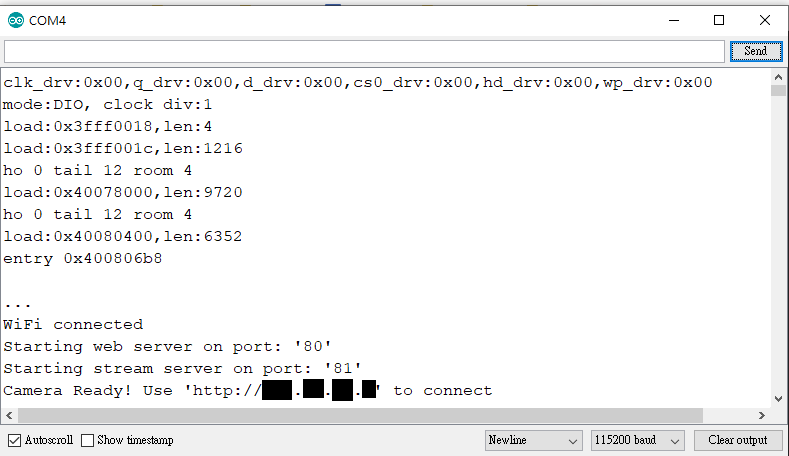 COM4
Send
clk_drv:0x00,q_drv:0x00,d_drv:0x00,cs0_drv:0x00,hd_drv:0x00,wp_drv:0x00
mode:DIO, clock div:1
load:0x3fff0018,len:4
load:0x3fff001c,len:1216
ho 0 tail 12 room 4
load:0x40078000,len:9720
ho 0 tail 12 room 4
load:0x40080400,len:6352
entry 0x400806b8
...
WiFi connected
Starting web server on port: '80'
Starting stream server on port: '81'
Camera Ready! Use 'http:// . . . ' to connect
Autoscroll Show timestamp Newline 115200 baud Clear output